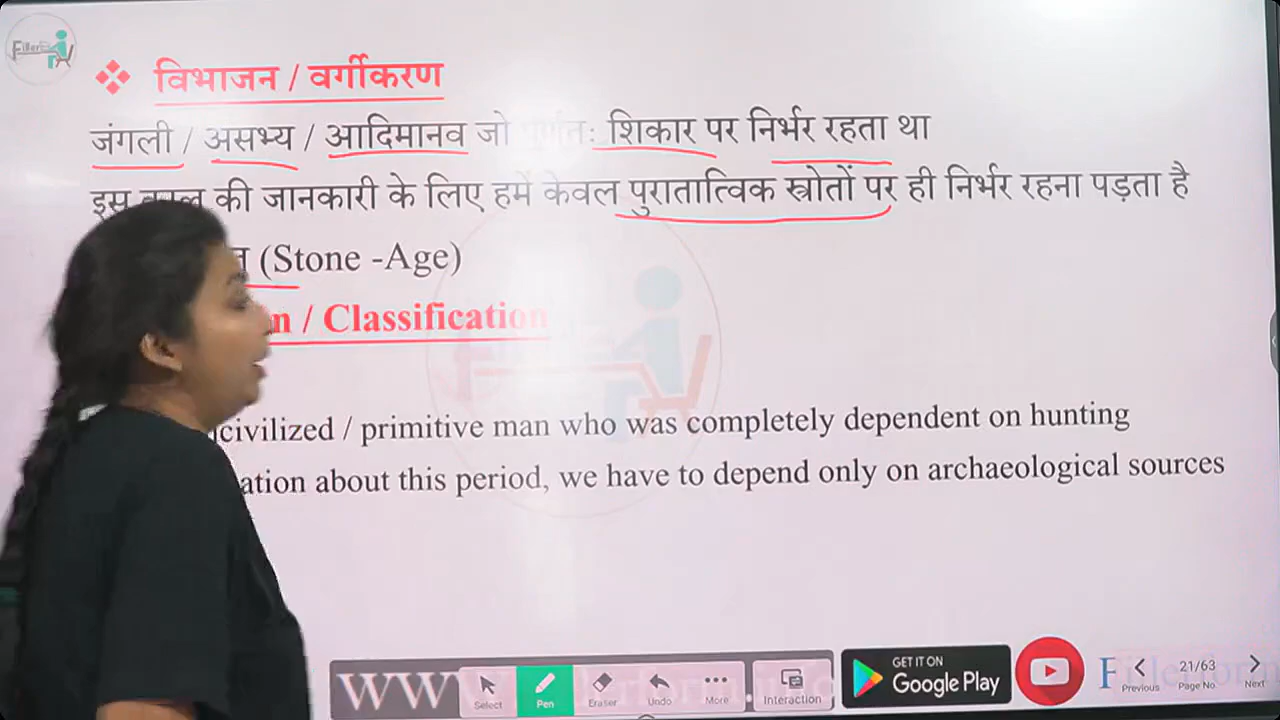 ❖ विभाजन / वर्गीकरण
जंगली / असभ्य / आदिमानव जो पूर्णतः शिकार पर निर्भर रहता था
इस काल की जानकारी के लिए हमें केवल पुरातात्विक स्त्रोतों पर ही निर्भर रहना पड़ता है
(Stone -Age)
/ Classification
civilized / primitive man who was completely dependent on hunting
ation about this period, we have to depend only on archaeological sources
WWW
Select
Pen
Eraser
Undo
More
Interaction
GET IT ON
Google Play
Previous
21/63
Page No.
Next